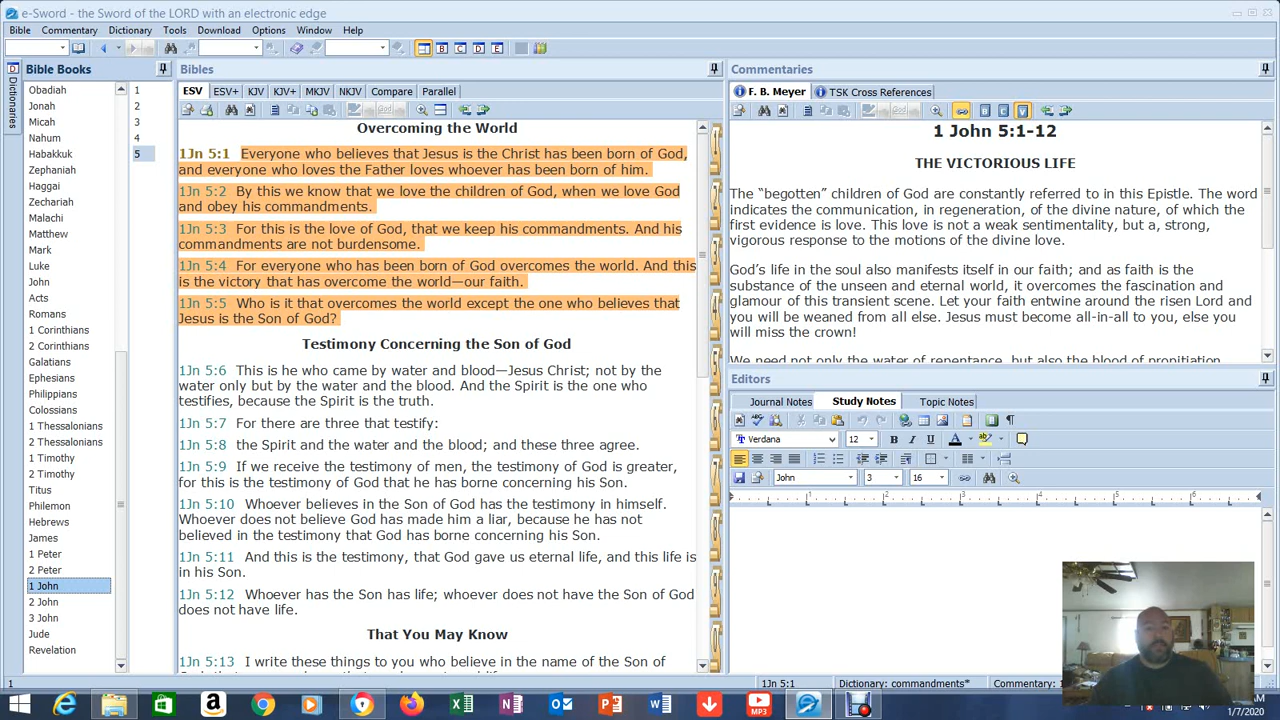 e-Sword - the Sword of the LORD with an electronic edge
Bible Commentary Dictionary Tools Download Options Window Help
B C D E
Dictionaries
Bible Books
Obadiah
Jonah
Micah
Nahum
Habakkuk
Zephaniah
Haggai
Zechariah
Malachi
Matthew
Mark
Luke
John
Acts
Romans
1 Corinthians
2 Corinthians
Galatians
Ephesians
Philippians
Colossians
1 Thessalonians
2 Thessalonians
1 Timothy
2 Timothy
Titus
Philemon
Hebrews
James
1 Peter
2 Peter
1 John
2 John
3 John
Jude
Revelation
1
2
3
4
5
Bibles
ESV ESV+ KJV KJV+ MKJV NKJV Compare Parallel
Overcoming the World
1Jn 5:1 Everyone who believes that Jesus is the Christ has been born of God,
and everyone who loves the Father loves whoever has been born of him.
1Jn 5:2 By this we know that we love the children of God, when we love God
and obey his commandments.
1Jn 5:3 For this is the love of God, that we keep his commandments. And his
commandments are not burdensome.
1Jn 5:4 For everyone who has been born of God overcomes the world. And this
is the victory that has overcome the world—our faith.
1Jn 5:5 Who is it that overcomes the world except the one who believes that
Jesus is the Son of God?
Testimony Concerning the Son of God
1Jn 5:6 This is he who came by water and blood—Jesus Christ; not by the
water only but by the water and the blood. And the Spirit is the one who
testifies, because the Spirit is the truth.
1Jn 5:7 For there are three that testify:
1Jn 5:8 the Spirit and the water and the blood; and these three agree.
1Jn 5:9 If we receive the testimony of men, the testimony of God is greater,
for this is the testimony of God that he has borne concerning his Son.
1Jn 5:10 Whoever believes in the Son of God has the testimony in himself.
Whoever does not believe God has made him a liar, because he has not
believed in the testimony that God has borne concerning his Son.
1Jn 5:11 And this is the testimony, that God gave us eternal life, and this life is
in his Son.
1Jn 5:12 Whoever has the Son has life; whoever does not have the Son of God
does not have life.
That You May Know
1Jn 5:13 I write these things to you who believe in the name of the Son of
Commentaries
F. B. Meyer TSK Cross References
B C V
1 John 5:1-12
THE VICTORIOUS LIFE
The “begotten” children of God are constantly referred to in this Epistle. The word
indicates the communication, in regeneration, of the divine nature, of which the
first evidence is love. This love is not a weak sentimentality, but a, strong,
vigorous response to the motions of the divine love.
God’s life in the soul also manifests itself in our faith; and as faith is the
substance of the unseen and eternal world, it overcomes the fascination and
glamour of this transient scene. Let your faith entwine around the risen Lord and
you will be weaned from all else. Jesus must become all-in-all to you, else you
will miss the crown!
We need not only the water of repentance, but also the blood of propitiation
Editors
Journal Notes Study Notes Topic Notes
Verdana 12 B I U A
John 3 16
1 2 3 4 5
1 1Jn 5:1 Dictionary: commandments* Commentary: 1
MP3
AM
1/7/2020